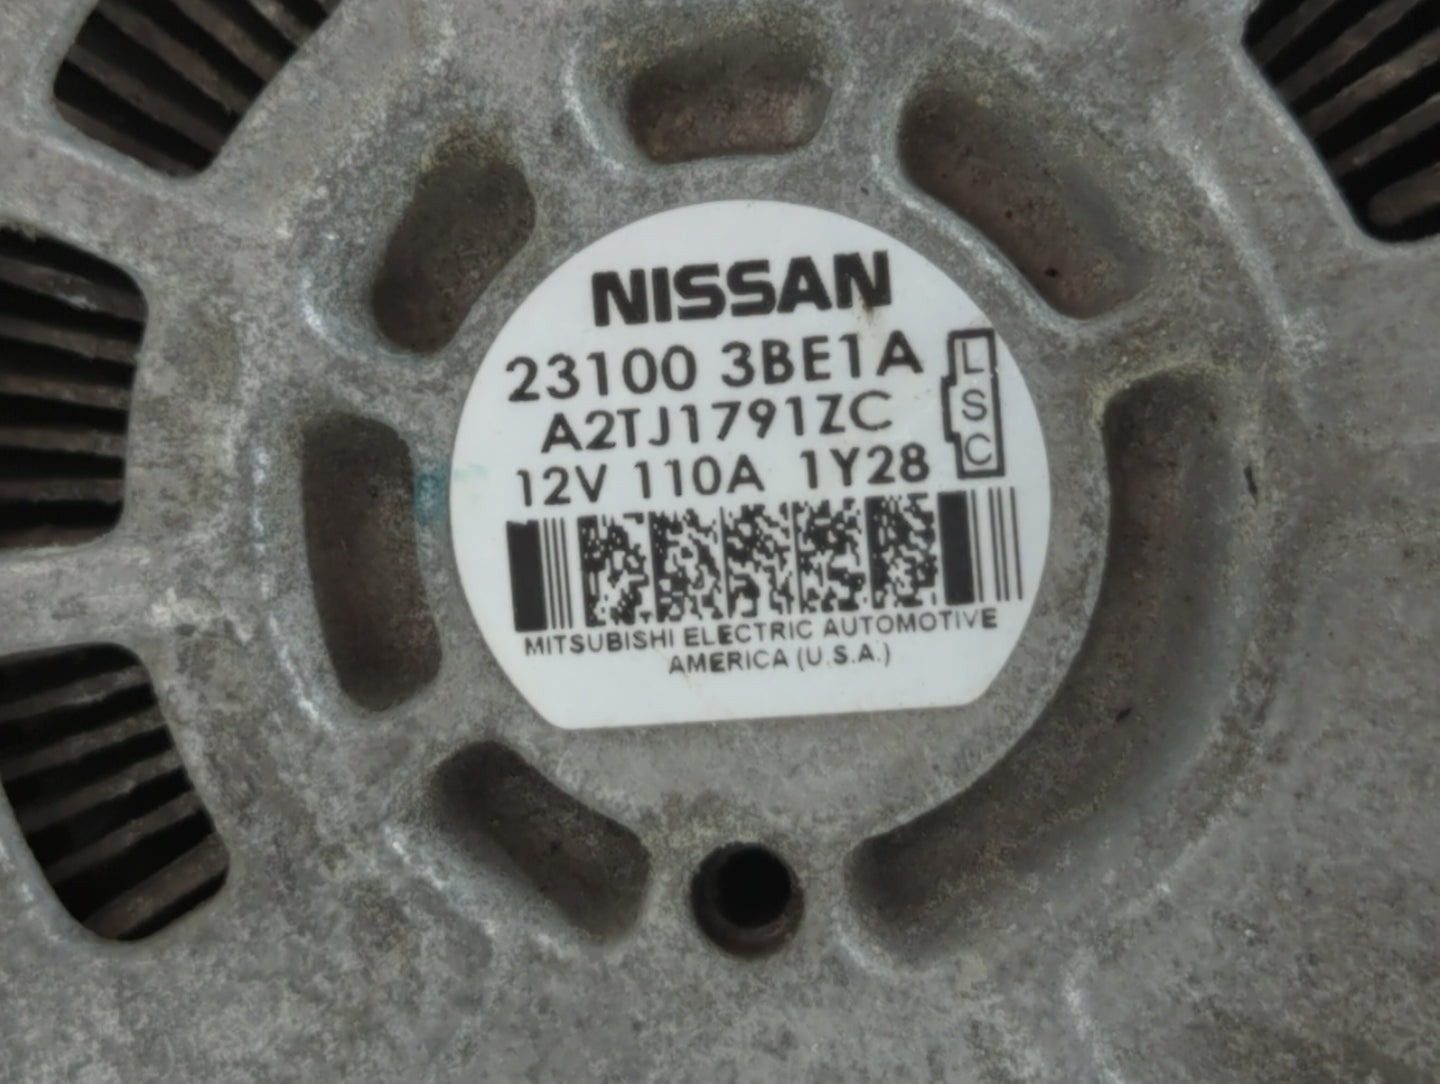 NISSAN
23100 3BE1A
A2TJ1791ZC
12V 110A 1Y28
L
S
C
MITSUBISHI ELECTRIC AUTOMOTIVE
AMERICA (U.S.A.)